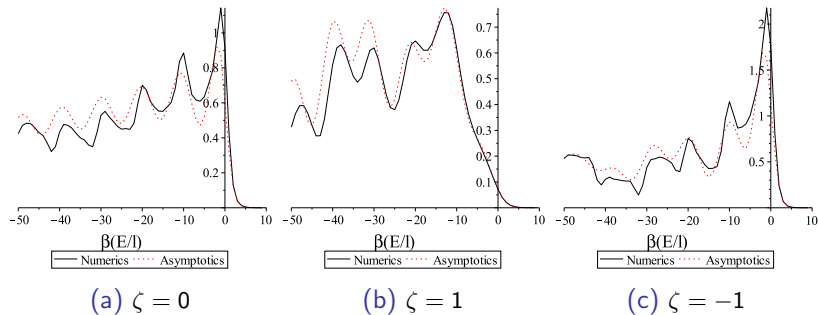 1
0.8
0.6
0.4
0.2
-50 -40 -30 -20 -10 0 10
β(E/l)
Numerics Asymptotics
(a) ζ = 0
0.7
0.6
0.5
0.4
0.3
0.2
0.1
-50 -40 -30 -20 -10 0 10
β(E/l)
Numerics Asymptotics
(b) ζ = 1
2
1.5
1
0.5
-50 -40 -30 -20 -10 0 10
β(E/l)
Numerics Asymptotics
(c) ζ = −1